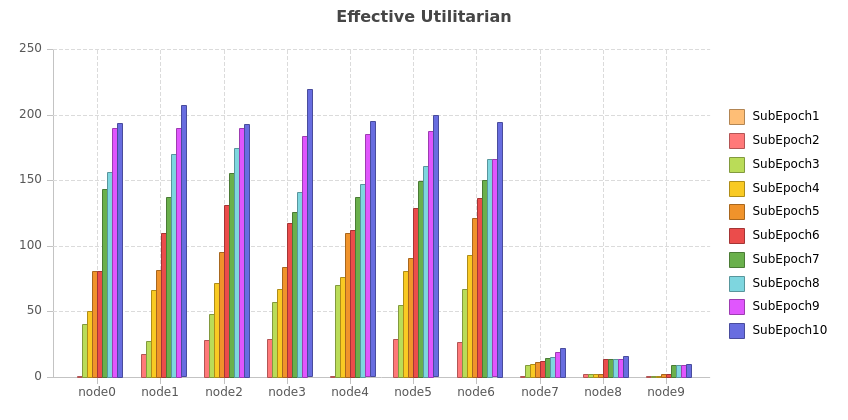 Effective Utilitarian
250
200
150
100
50
0
node0 node1 node2 node3 node4 node5 node6 node7 node8 node9
SubEpoch1
SubEpoch2
SubEpoch3
SubEpoch4
SubEpoch5
SubEpoch6
SubEpoch7
SubEpoch8
SubEpoch9
SubEpoch10